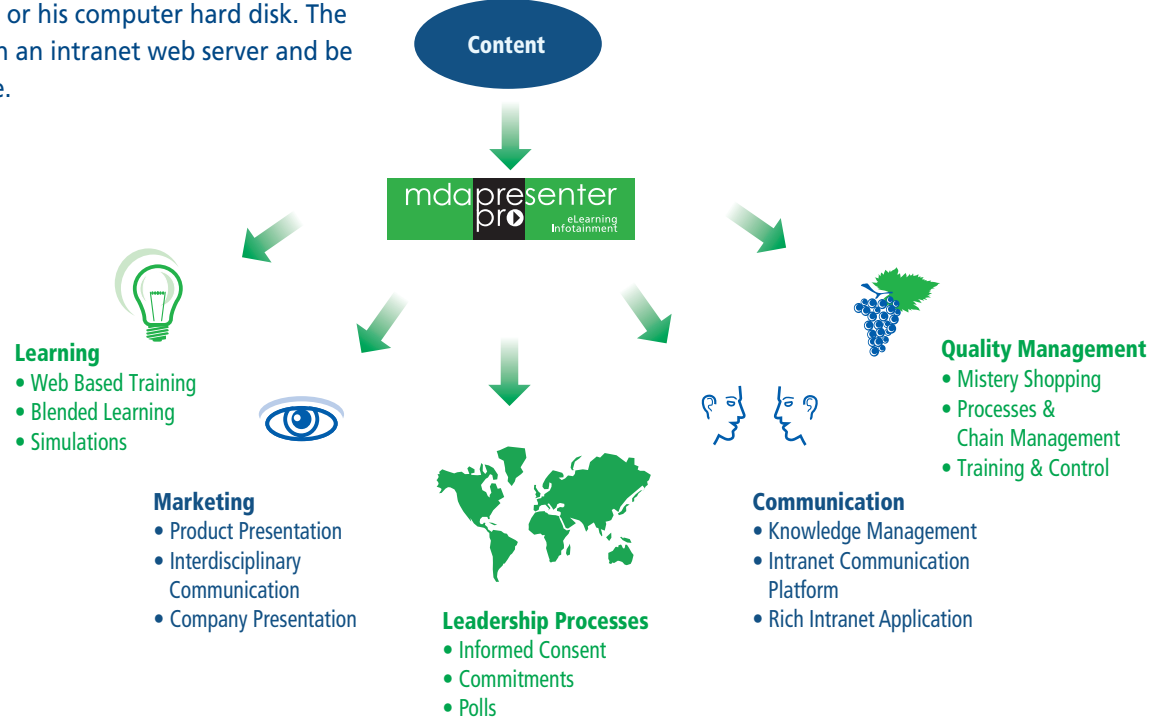 or his computer hard disk. The
an intranet web server and be
e.
Content
mdapresenter
pro
eLearning
Infotainment
Learning
• Web Based Training
• Blended Learning
• Simulations
Marketing
• Product Presentation
• Interdisciplinary
Communication
• Company Presentation
Leadership Processes
• Informed Consent
• Commitments
• Polls
Communication
• Knowledge Management
• Intranet Communication
Platform
• Rich Intranet Application
Quality Management
• Mistery Shopping
• Processes &
Chain Management
• Training & Control